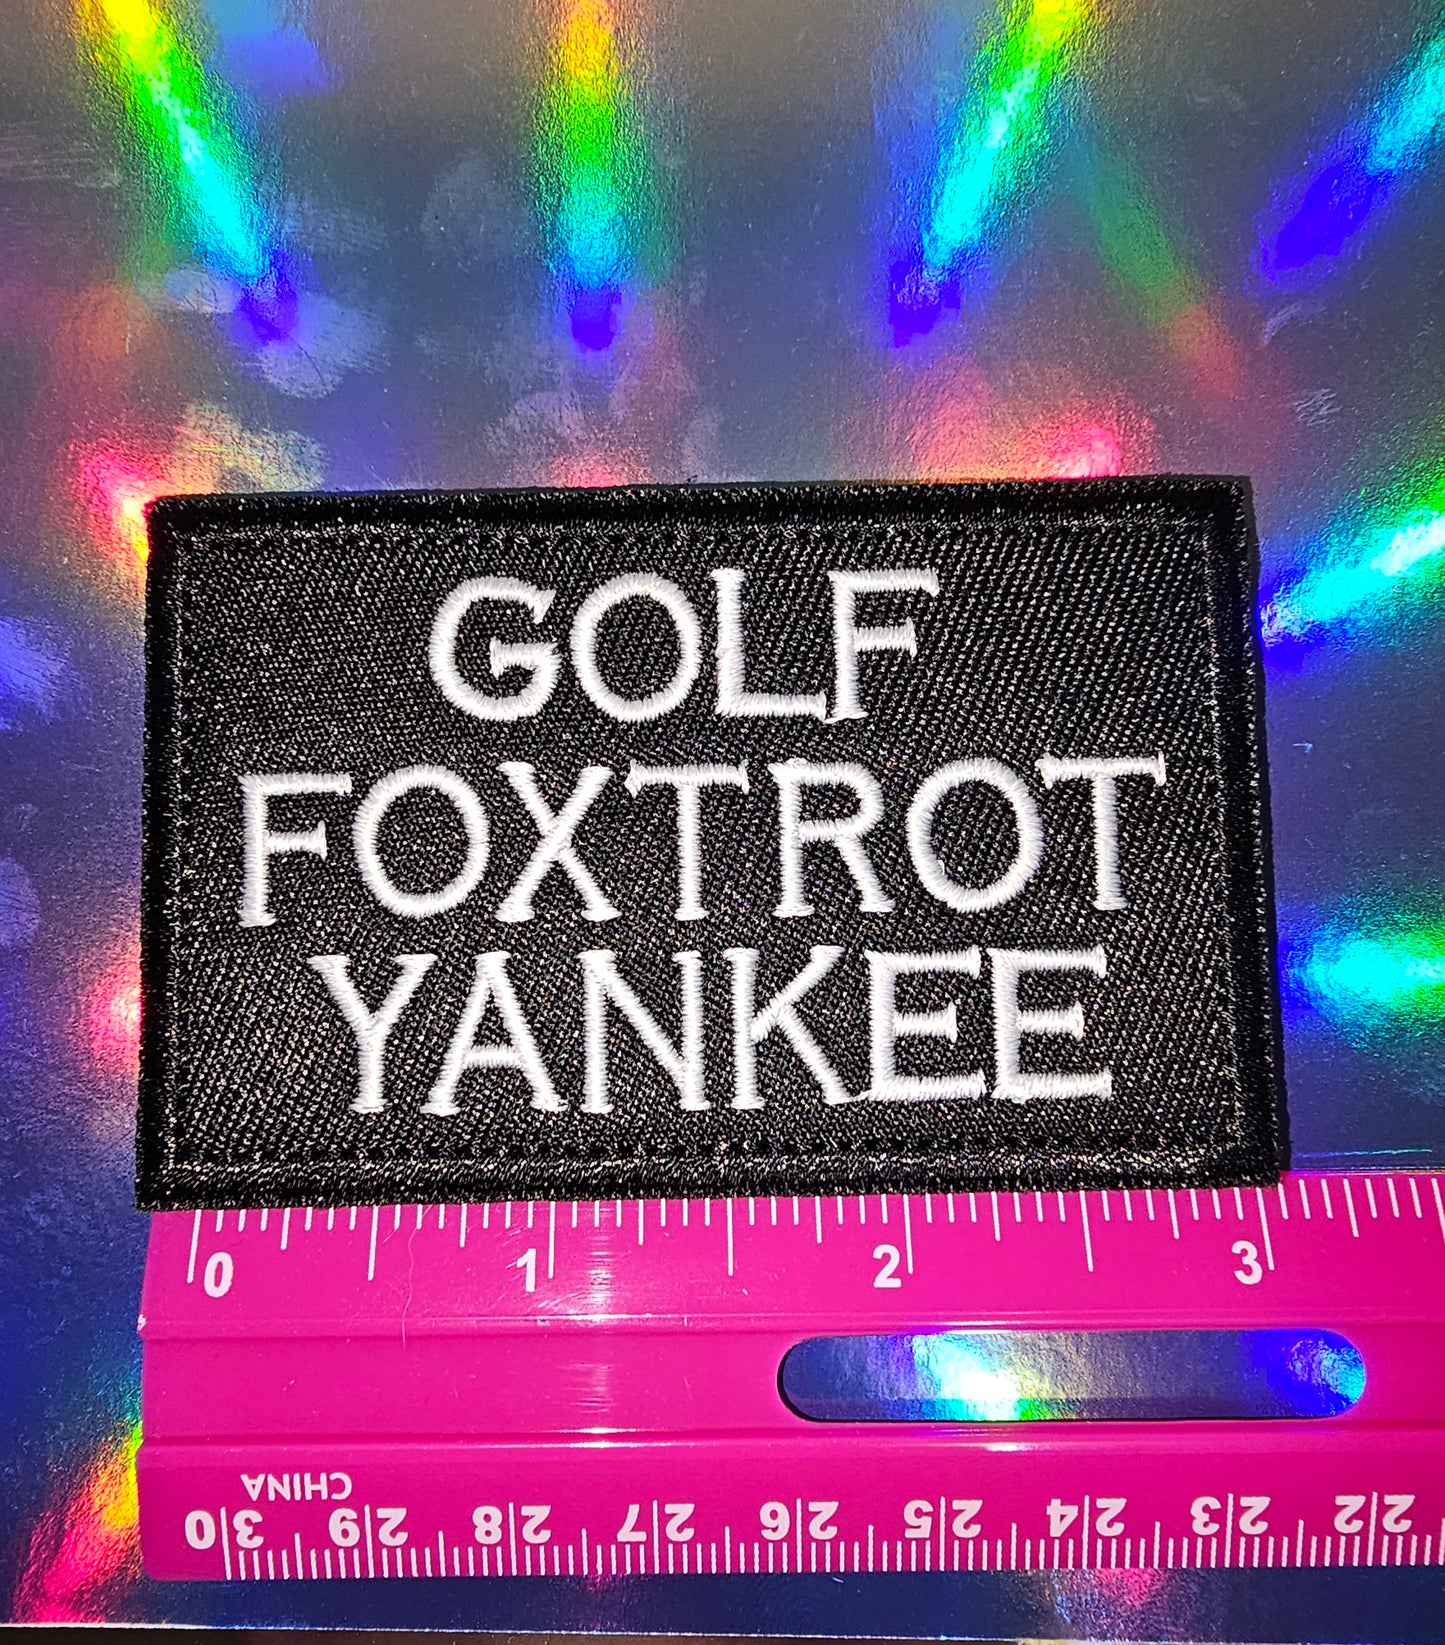 GOLF
FOXTROT
YANKEE
0 1 2 3
CHINA
30 29 28 27 26 25 24 23 22